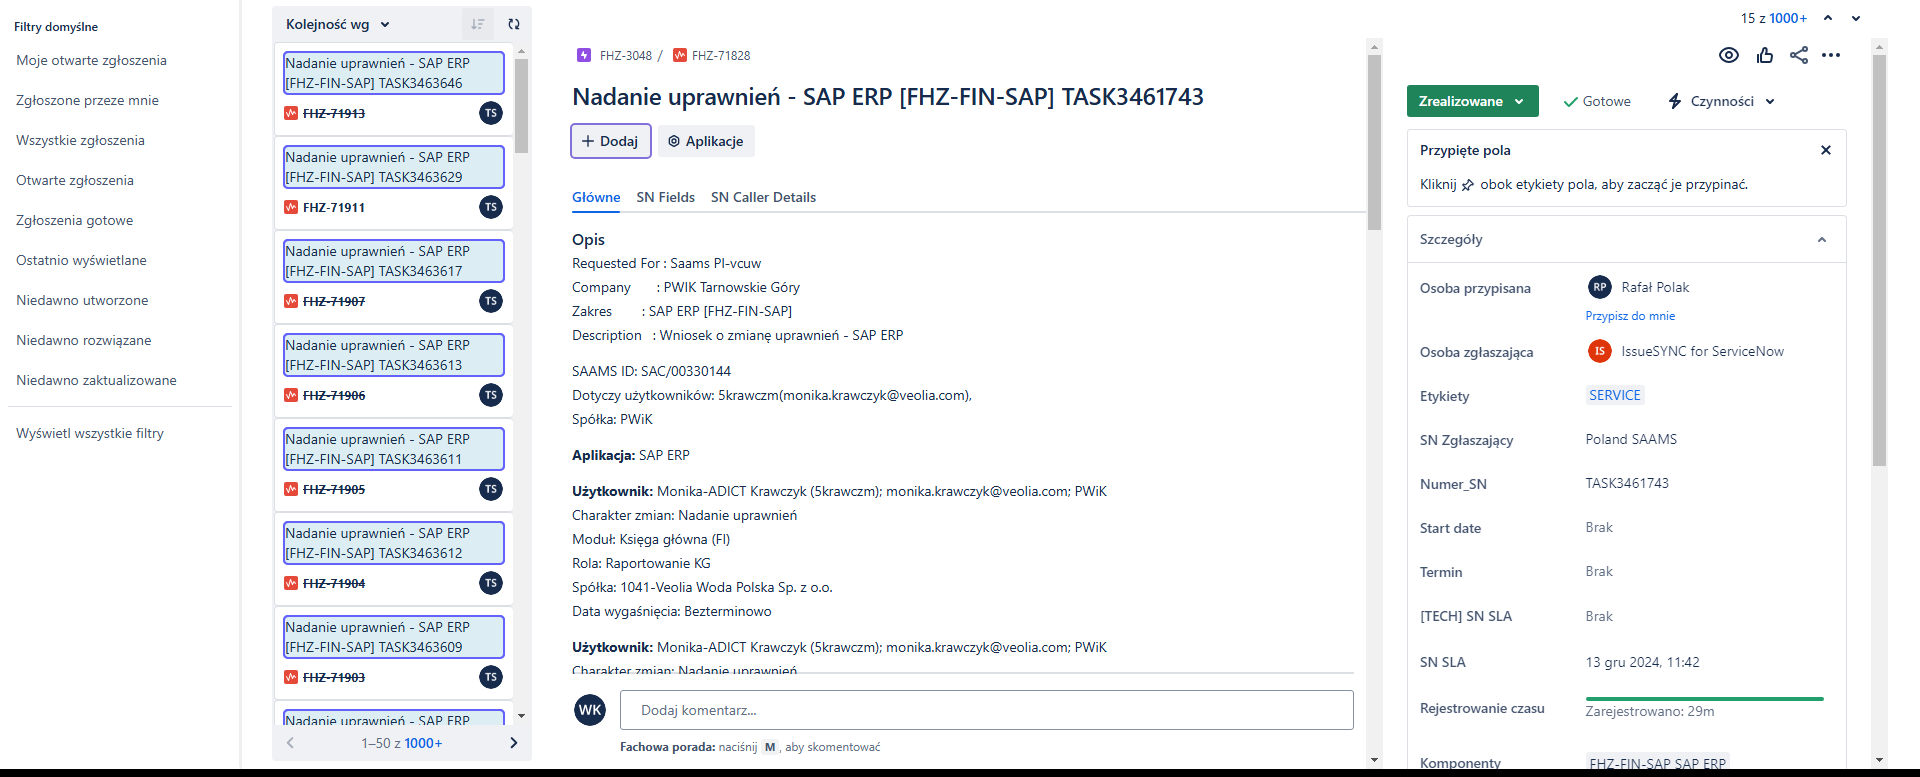 Filtry domyślne
Moje otwarte zgłoszenia
Zgłoszone przeze mnie
Wszystkie zgłoszenia
Otwarte zgłoszenia
Zgłoszenia gotowe
Ostatnio wyświetlane
Niedawno utworzone
Niedawno rozwiązane
Niedawno zaktualizowane
Wyświetl wszystkie filtry
Kolejność wg
Nadanie uprawnień - SAP ERP
[FHZ-FIN-SAP] TASK3463646
FHZ-71913
TS
Nadanie uprawnień - SAP ERP
[FHZ-FIN-SAP] TASK3463629
FHZ-71911
TS
Nadanie uprawnień - SAP ERP
[FHZ-FIN-SAP] TASK3463617
FHZ-71907
TS
Nadanie uprawnień - SAP ERP
[FHZ-FIN-SAP] TASK3463613
FHZ-71906
TS
Nadanie uprawnień - SAP ERP
[FHZ-FIN-SAP] TASK3463611
FHZ-71905
TS
Nadanie uprawnień - SAP ERP
[FHZ-FIN-SAP] TASK3463612
FHZ-71904
TS
Nadanie uprawnień - SAP ERP
[FHZ-FIN-SAP] TASK3463609
FHZ-71903
TS
Nadanie uprawnień - SAP ERP
1–50 z 1000+
FHZ-3048 / FHZ-71828
Nadanie uprawnień - SAP ERP [FHZ-FIN-SAP] TASK3461743
Dodaj
Aplikacje
Główne SN Fields SN Caller Details
Opis
Requested For : Saams Pl-vcuw
Company : PWIK Tarnowskie Góry
Zakres : SAP ERP [FHZ-FIN-SAP]
Description : Wniosek o zmianę uprawnień - SAP ERP
SAAMS ID: SAC/00330144
Dotyczy użytkowników: 5krawczm(monika.krawczyk@veolia.com),
Spółka: PWiK
Aplikacja: SAP ERP
Użytkownik: Monika-ADICT Krawczyk (5krawczm); monika.krawczyk@veolia.com; PWiK
Charakter zmian: Nadanie uprawnień
Moduł: Księga główna (FI)
Rola: Raportowanie KG
Spółka: 1041-Veolia Woda Polska Sp. z o.o.
Data wygaśnięcia: Bezterminowo
Użytkownik: Monika-ADICT Krawczyk (5krawczm); monika.krawczyk@veolia.com; PWiK
Charakter zmian: Nadanie uprawnień
WK
Dodaj komentarz...
Fachowa porada: naciśnij M, aby skomentować
15 z 1000+
Zrealizowane
Gotowe
Czynności
Przypięte pola
Kliknij obok etykiety pola, aby zacząć je przypinać.
Szczegóły
Osoba przypisana
RP Rafał Polak
Przypisz do mnie
Osoba zgłaszająca
IS IssueSYNC for ServiceNow
Etykiety
SERVICE
SN Zgłaszający
Poland SAAMS
Numer_SN
TASK3461743
Start date
Brak
Termin
Brak
[TECH] SN SLA
Brak
SN SLA
13 gru 2024, 11:42
Rejestrowanie czasu
Zarejestrowano: 29m
Komponenty
FHZ-FIN-SAP SAP ERP